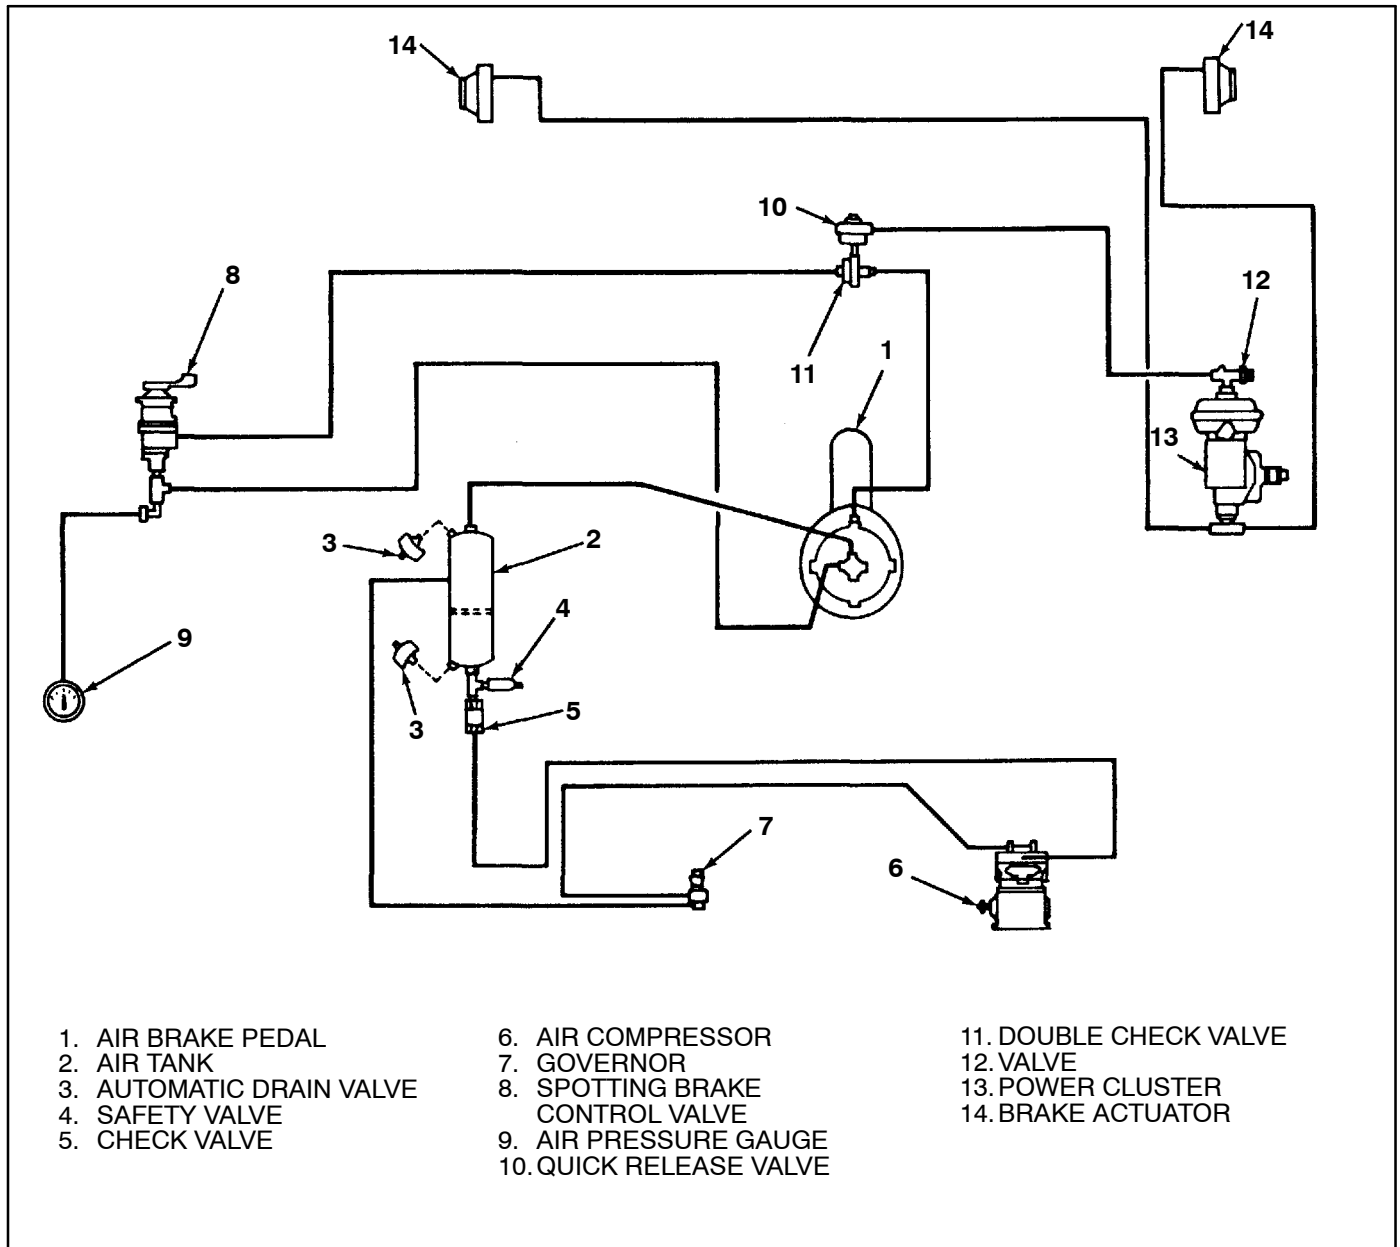 14
14
10
8
12
11
1
13
3
2
4
9
3
5
7
6
1. AIR BRAKE PEDAL
2. AIR TANK
3. AUTOMATIC DRAIN VALVE
4. SAFETY VALVE
5. CHECK VALVE
6. AIR COMPRESSOR
7. GOVERNOR
8. SPOTTING BRAKE
CONTROL VALVE
9. AIR PRESSURE GAUGE
10. QUICK RELEASE VALVE
11. DOUBLE CHECK VALVE
12. VALVE
13. POWER CLUSTER
14. BRAKE ACTUATOR